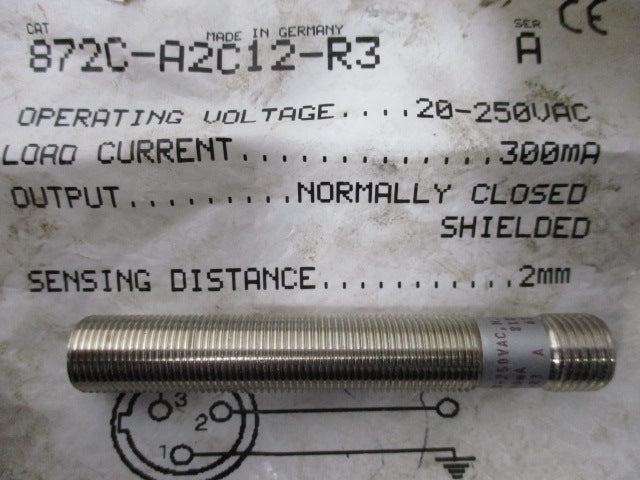 CAT MADE IN GERMANY SER CE
872C-A2C12-R3 A
OPERATING VOLTAGE....20-250VAC
LOAD CURRENT...............300mA
OUTPUT.........NORMALLY CLOSED
SHIELDED
SENSING DISTANCE...........2mm
-250VAC,
A
3
2
1